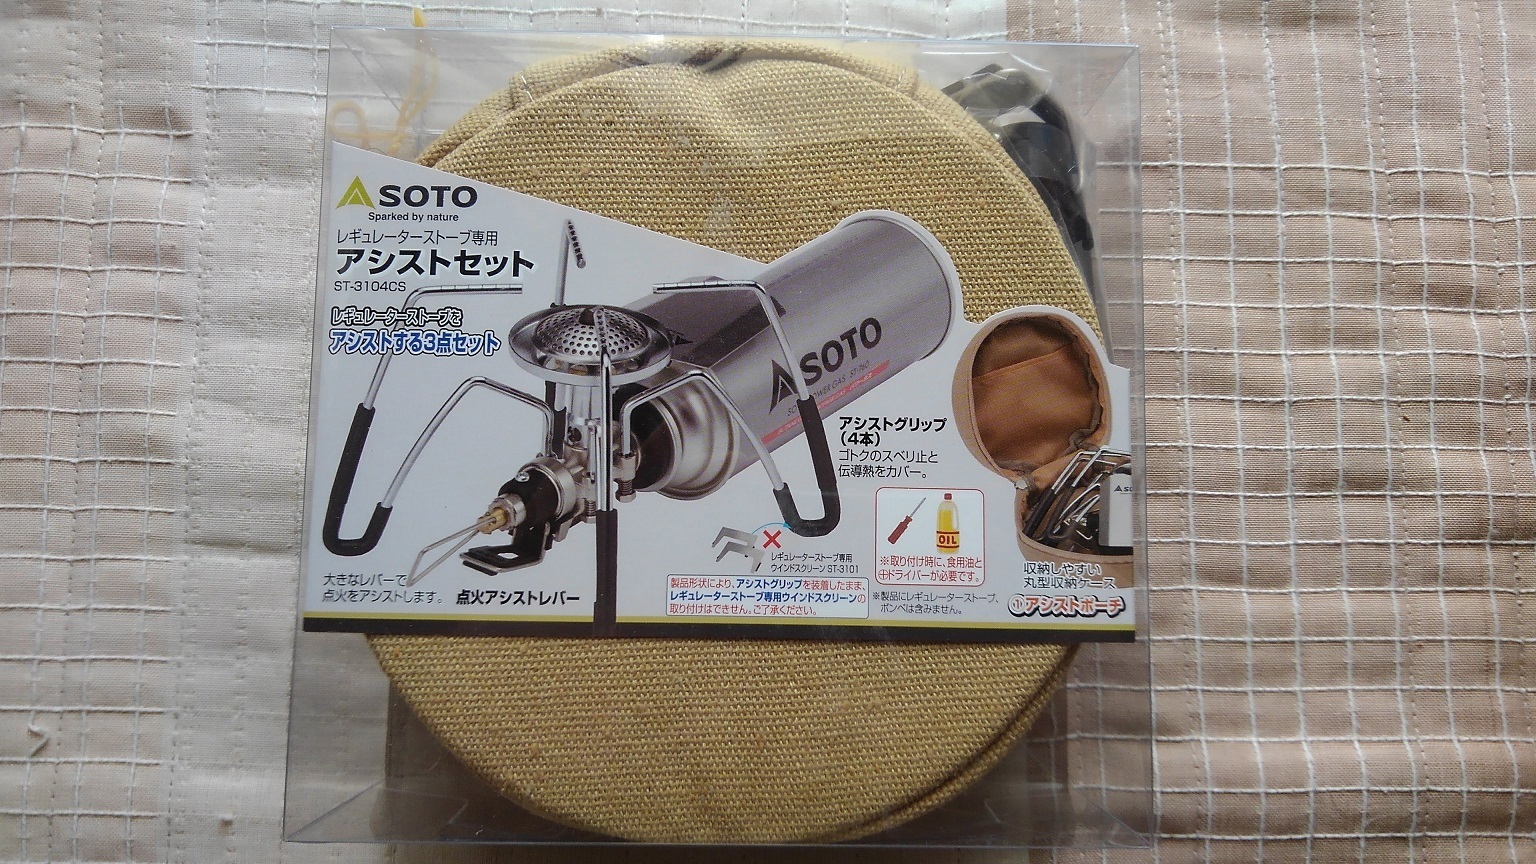 SOTO
Sparked by nature
レギュレーターストーブ専用
アシストセット
ST-3104CS
レギュレーターストーブを
アシストする3点セット
SOTO
POWER GAS ST-760
アシストグリップ
(4本)
ゴトクのスベリ止と
伝導熱をカバー。
OIL
※取り付け時に、食用油と
⊕ドライバーが必要です。
レギュレーターストーブ専用
ウインドスクリーン ST-3101
製品形状により、アシストグリップを装着したまま、
レギュレーターストーブ専用ウインドスクリーンの
取り付けはできせん。ご了承ください。
※製品にレギュレーターストーブ、
ボンベは含みません。
大きなレバーで
点火をアシストします。
点火アシストレバー
収納しやすい
丸型収納ケース
①アシストポーチ